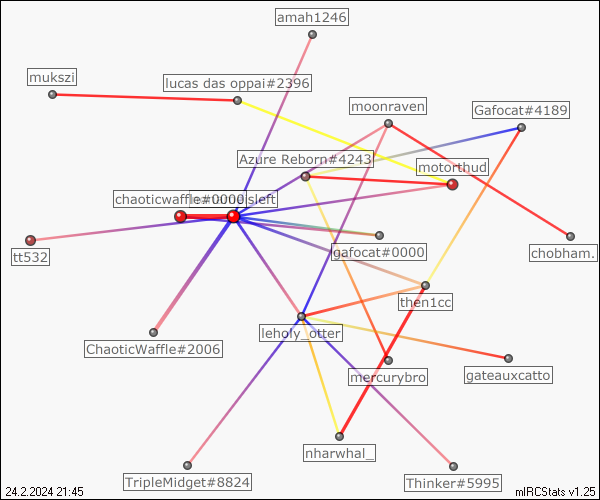 amah1246
mukszi
lucas das oppai#2396
moonraven
Gafocat#4189
Azure Reborn#4243
motorthud
chaoticwaffle#0000
isleft
tt532
gafocat#0000
chobham.
then1cc
leholy_otter
ChaoticWaffle#2006
mercurybro
gateauxcatto
nharwhal_
TripleMidget#8824
Thinker#5995
24.2.2024 21:45
mIRCStats v1.25